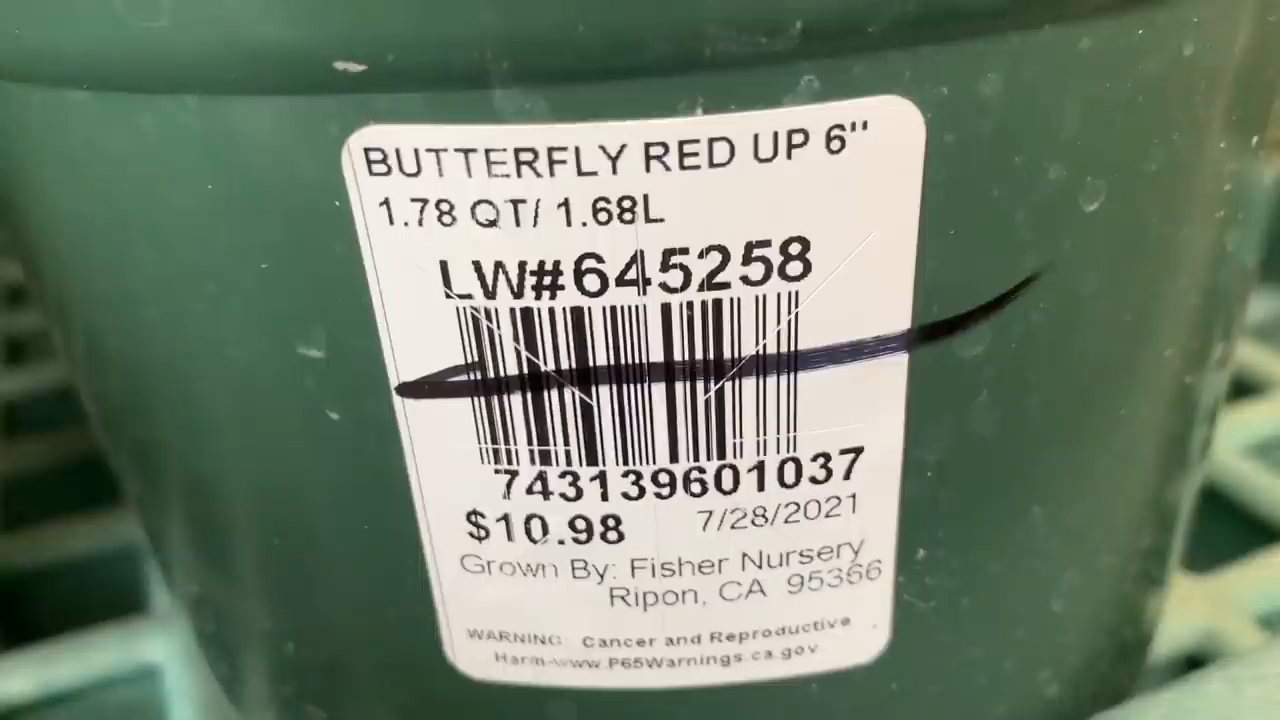 BUTTERFLY RED UP 6"
1.78 QT/ 1.68L
LW#645258
743139601037
$10.98 7/28/2021
Grown By: Fisher Nursery
Ripon, CA 95366
WARNING: Cancer and Reproductive
Harm-www.P65Warnings.ca.gov